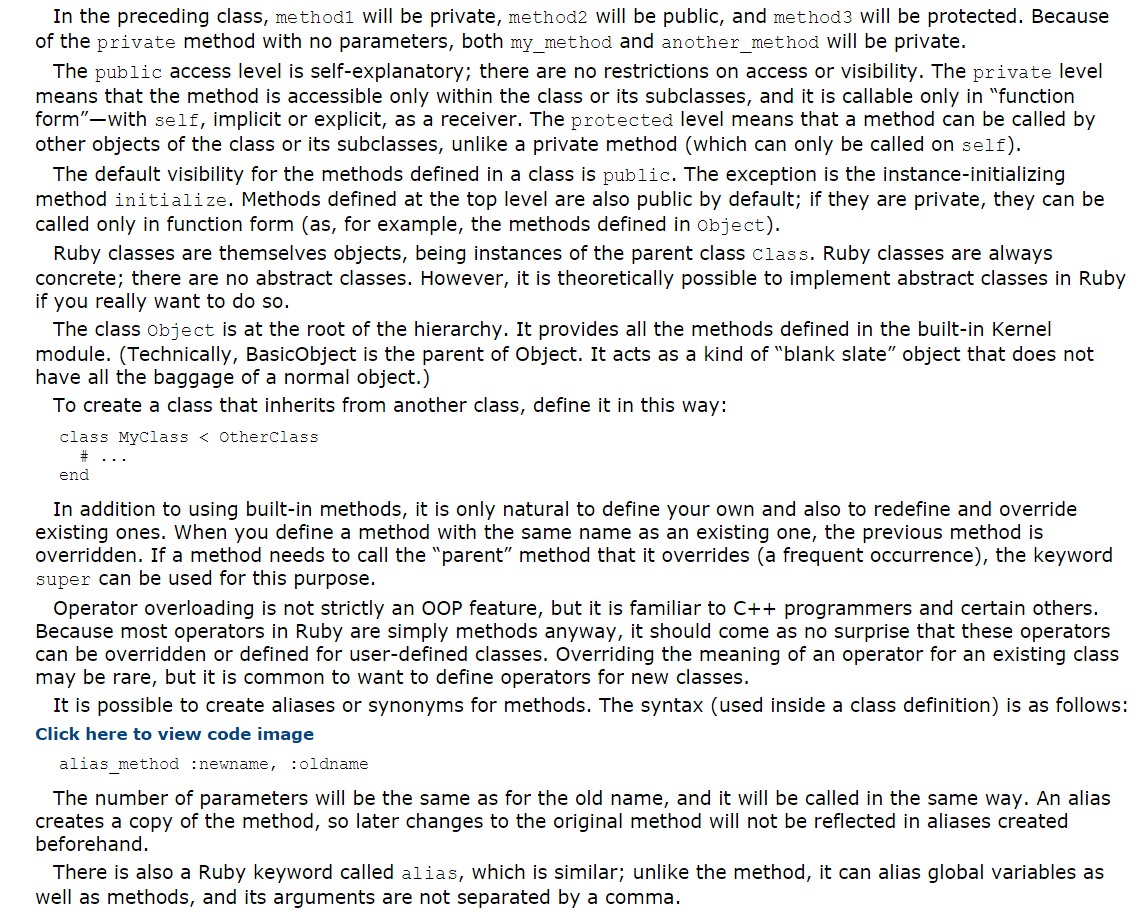 In the preceding class, method1 will be private, method2 will be public, and method3 will be protected. Because
of the private method with no parameters, both my_method and another_method will be private.
The public access level is self-explanatory; there are no restrictions on access or visibility. The private level
means that the method is accessible only within the class or its subclasses, and it is callable only in “function
form”—with self, implicit or explicit, as a receiver. The protected level means that a method can be called by
other objects of the class or its subclasses, unlike a private method (which can only be called on self).
The default visibility for the methods defined in a class is public. The exception is the instance-initializing
method initialize. Methods defined at the top level are also public by default; if they are private, they can be
called only in function form (as, for example, the methods defined in Object).
Ruby classes are themselves objects, being instances of the parent class Class. Ruby classes are always
concrete; there are no abstract classes. However, it is theoretically possible to implement abstract classes in Ruby
if you really want to do so.
The class Object is at the root of the hierarchy. It provides all the methods defined in the built-in Kernel
module. (Technically, BasicObject is the parent of Object. It acts as a kind of “blank slate” object that does not
have all the baggage of a normal object.)
To create a class that inherits from another class, define it in this way:
class MyClass < OtherClass
# ...
end
In addition to using built-in methods, it is only natural to define your own and also to redefine and override
existing ones. When you define a method with the same name as an existing one, the previous method is
overridden. If a method needs to call the “parent” method that it overrides (a frequent occurrence), the keyword
super can be used for this purpose.
Operator overloading is not strictly an OOP feature, but it is familiar to C++ programmers and certain others.
Because most operators in Ruby are simply methods anyway, it should come as no surprise that these operators
can be overridden or defined for user-defined classes. Overriding the meaning of an operator for an existing class
may be rare, but it is common to want to define operators for new classes.
It is possible to create aliases or synonyms for methods. The syntax (used inside a class definition) is as follows:
Click here to view code image
alias_method :newname, :oldname
The number of parameters will be the same as for the old name, and it will be called in the same way. An alias
creates a copy of the method, so later changes to the original method will not be reflected in aliases created
beforehand.
There is also a Ruby keyword called alias, which is similar; unlike the method, it can alias global variables as
well as methods, and its arguments are not separated by a comma.